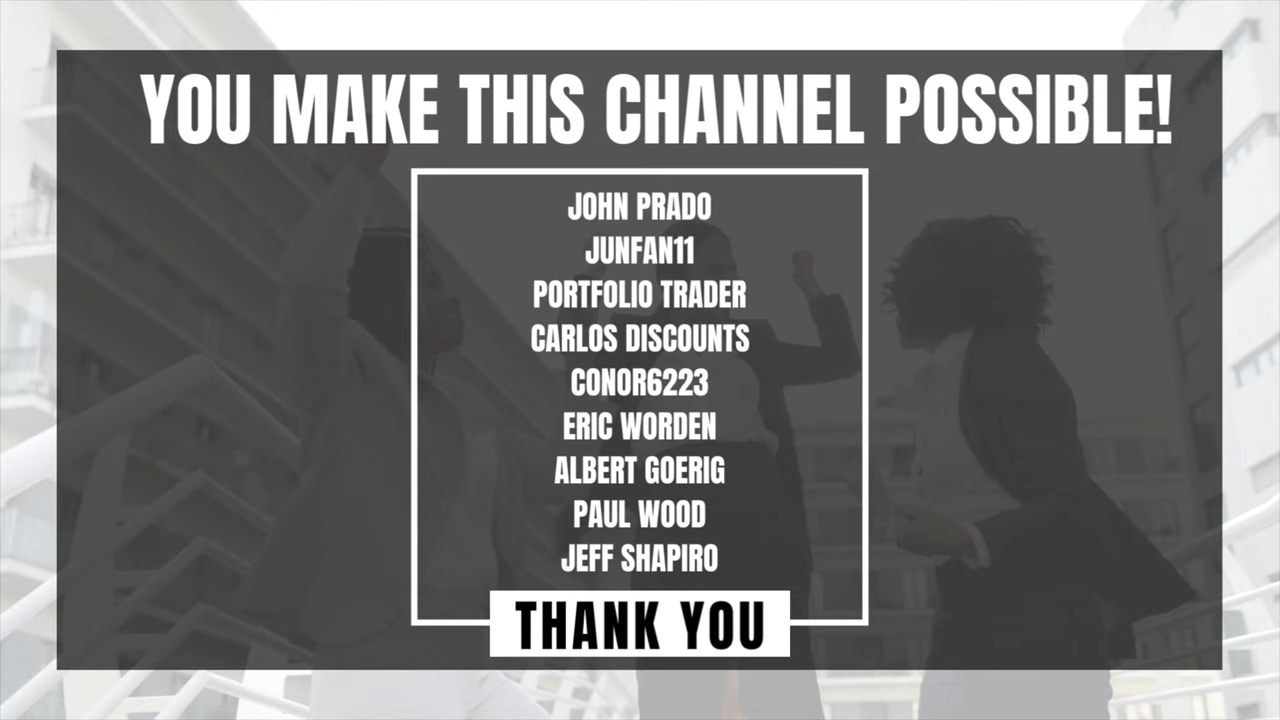 YOU MAKE THIS CHANNEL POSSIBLE!
JOHN PRADO
JUNFAN11
PORTFOLIO TRADER
CARLOS DISCOUNTS
CONOR6223
ERIC WORDEN
ALBERT GOERIG
PAUL WOOD
JEFF SHAPIRO
THANK YOU